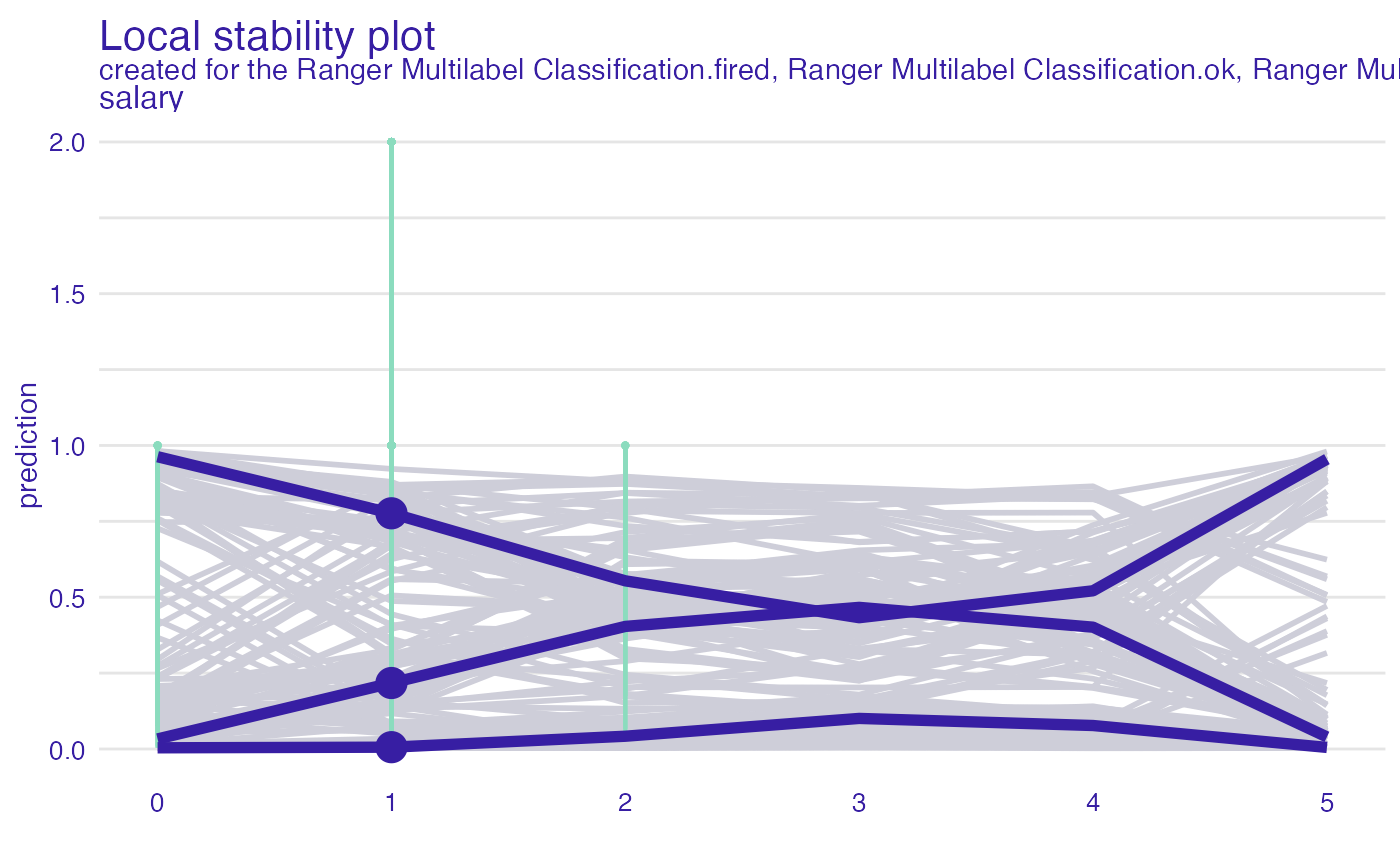 Local stability plot
created for the Ranger Multilabel Classification.fired, Ranger Multilabel Classification.ok, Ranger Mul
salary
2.0
1.5
1.0
0.5
0.0
prediction
0 1 2 3 4 5